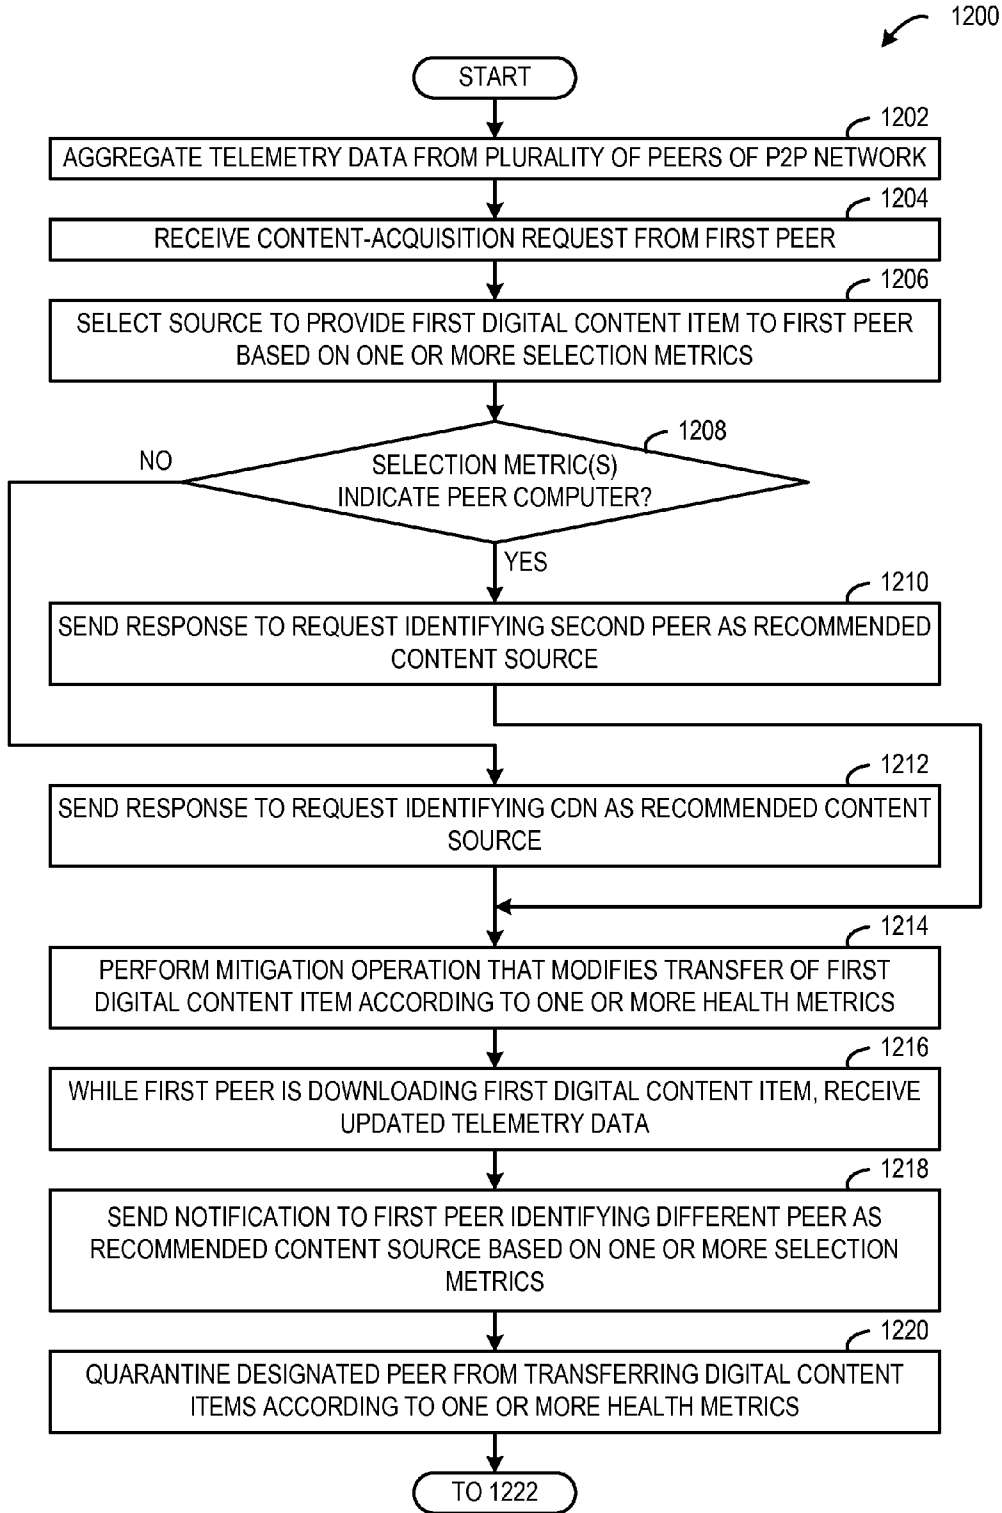 1200
START
1202
AGGREGATE TELEMETRY DATA FROM PLURALITY OF PEERS OF P2P NETWORK
1204
RECEIVE CONTENT-ACQUISITION REQUEST FROM FIRST PEER
1206
SELECT SOURCE TO PROVIDE FIRST DIGITAL CONTENT ITEM TO FIRST PEER
BASED ON ONE OR MORE SELECTION METRICS
1208
NO
SELECTION METRIC(S)
INDICATE PEER COMPUTER?
YES
1210
SEND RESPONSE TO REQUEST IDENTIFYING SECOND PEER AS RECOMMENDED
CONTENT SOURCE
1212
SEND RESPONSE TO REQUEST IDENTIFYING CDN AS RECOMMENDED CONTENT
SOURCE
1214
PERFORM MITIGATION OPERATION THAT MODIFIES TRANSFER OF FIRST
DIGITAL CONTENT ITEM ACCORDING TO ONE OR MORE HEALTH METRICS
1216
WHILE FIRST PEER IS DOWNLOADING FIRST DIGITAL CONTENT ITEM, RECEIVE
UPDATED TELEMETRY DATA
1218
SEND NOTIFICATION TO FIRST PEER IDENTIFYING DIFFERENT PEER AS
RECOMMENDED CONTENT SOURCE BASED ON ONE OR MORE SELECTION
METRICS
1220
QUARANTINE DESIGNATED PEER FROM TRANSFERRING DIGITAL CONTENT
ITEMS ACCORDING TO ONE OR MORE HEALTH METRICS
TO 1222